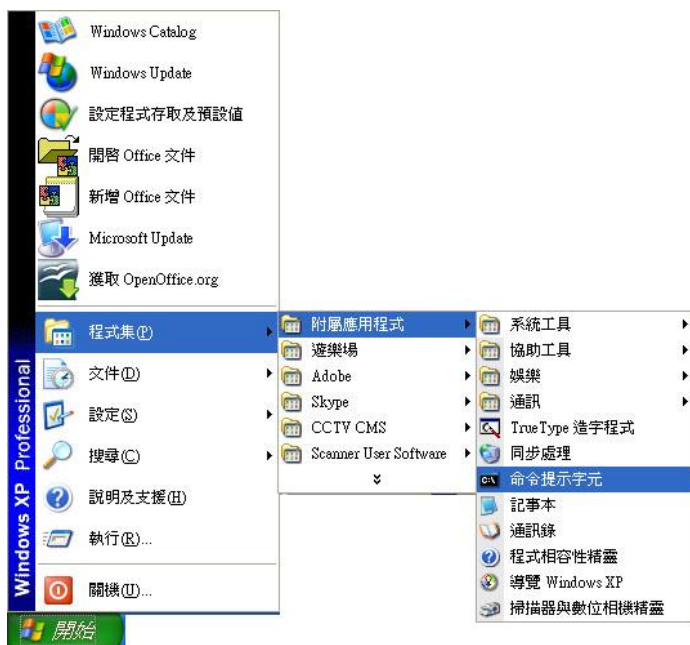 Windows Catalog
Windows Update
設定程式存取及預設值
開啓 Office 文件
新增 Office 文件
Microsoft Update
獲取 OpenOffice.org
程式集(P)
文件(D)
設定(S)
搜尋(C)
說明及支援(H)
執行(R)...
關機(U)...
Windows XP Professional
開始
附屬應用程式
遊樂場
Adobe
Skype
CCTV CMS
Scanner User Software
系統工具
協助工具
娛樂
通訊
TrueType 造字程式
同步處理
命令提示字元
記事本
通訊錄
程式相容性精靈
導覽 Windows XP
掃描器與數位相機精靈